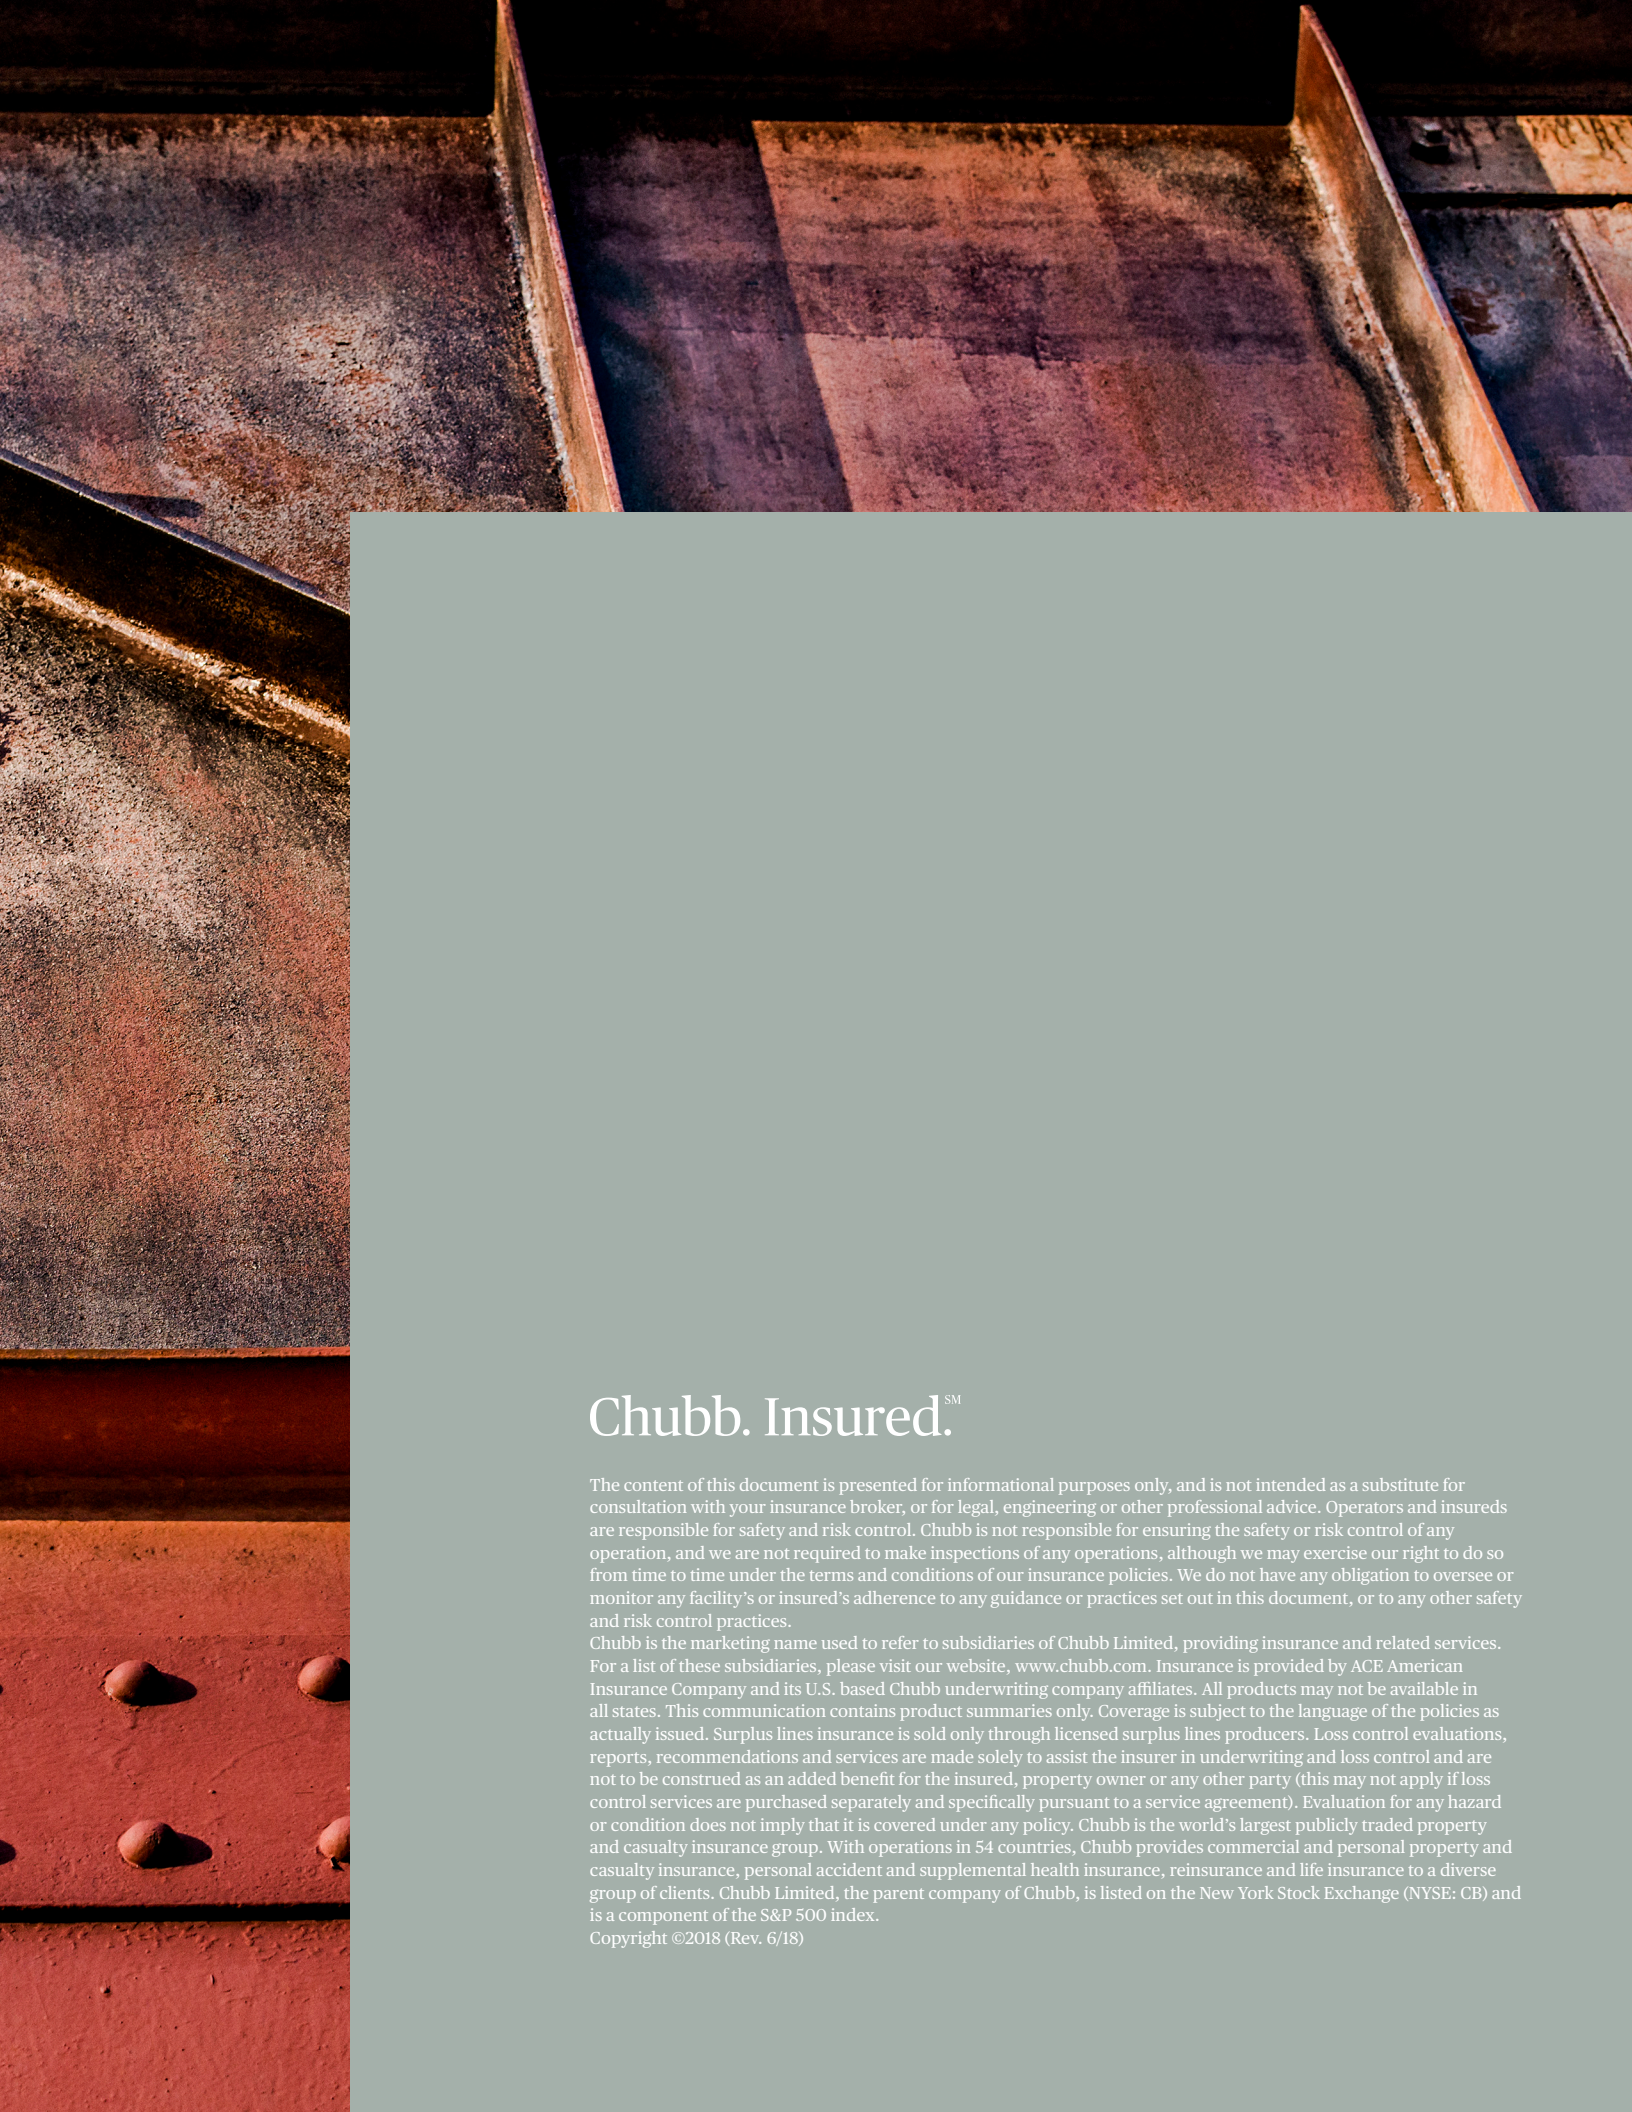 Chubb. Insured.℠
The content of this document is presented for informational purposes only, and is not intended as a substitute for
consultation with your insurance broker, or for legal, engineering or other professional advice. Operators and insureds
are responsible for safety and risk control. Chubb is not responsible for ensuring the safety or risk control of any
operation, and we are not required to make inspections of any operations, although we may exercise our right to do so
from time to time under the terms and conditions of our insurance policies. We do not have any obligation to oversee or
monitor any facility’s or insured’s adherence to any guidance or practices set out in this document, or to any other safety
and risk control practices.
Chubb is the marketing name used to refer to subsidiaries of Chubb Limited, providing insurance and related services.
For a list of these subsidiaries, please visit our website, www.chubb.com. Insurance is provided by ACE American
Insurance Company and its U.S. based Chubb underwriting company affiliates. All products may not be available in
all states. This communication contains product summaries only. Coverage is subject to the language of the policies as
actually issued. Surplus lines insurance is sold only through licensed surplus lines producers. Loss control evaluations,
reports, recommendations and services are made solely to assist the insurer in underwriting and loss control and are
not to be construed as an added benefit for the insured, property owner or any other party (this may not apply if loss
control services are purchased separately and specifically pursuant to a service agreement). Evaluation for any hazard
or condition does not imply that it is covered under any policy. Chubb is the world’s largest publicly traded property
and casualty insurance group. With operations in 54 countries, Chubb provides commercial and personal property and
casualty insurance, personal accident and supplemental health insurance, reinsurance and life insurance to a diverse
group of clients. Chubb Limited, the parent company of Chubb, is listed on the New York Stock Exchange (NYSE: CB) and
is a component of the S&P 500 index.
Copyright ©2018 (Rev. 6/18)